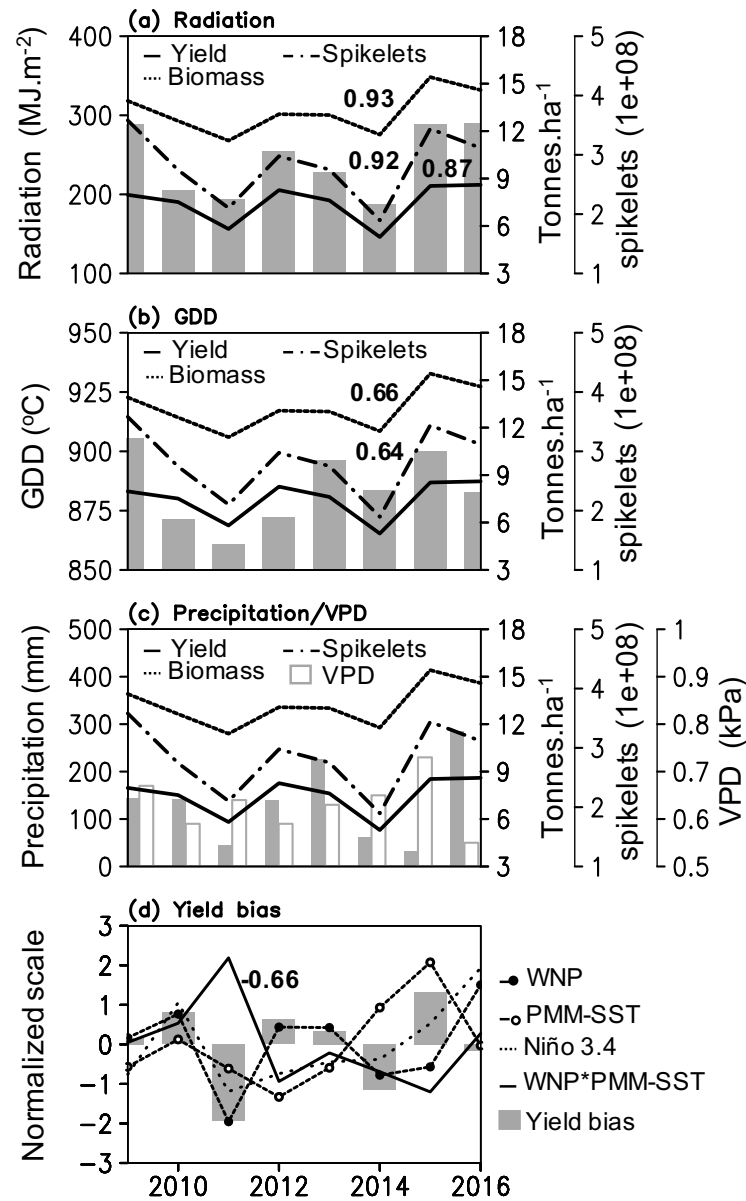 (a) Radiation
Yield Spikelets
Biomass
0.93
0.92
0.87
400
300
200
100
Radiation (MJ.m⁻²)
18
15
12
9
6
3
Tonnes.ha⁻¹
5
4
3
2
1
spikelets (1e+08)
(b) GDD
Yield Spikelets
Biomass
0.66
0.64
950
925
900
875
850
GDD (ºC)
18
15
12
9
6
3
Tonnes.ha⁻¹
5
4
3
2
1
spikelets (1e+08)
(c) Precipitation/VPD
Yield Spikelets
Biomass VPD
500
400
300
200
100
0
Precipitation (mm)
18
15
12
9
6
3
Tonnes.ha⁻¹
5
4
3
2
1
spikelets (1e+08)
1
0.9
0.8
0.7
0.6
0.5
VPD (kPa)
(d) Yield bias
-0.66
3
2
1
0
−1
−2
−3
Normalized scale
2010 2012 2014 2016
WNP
PMM-SST
Niño 3.4
WNP*PMM-SST
Yield bias